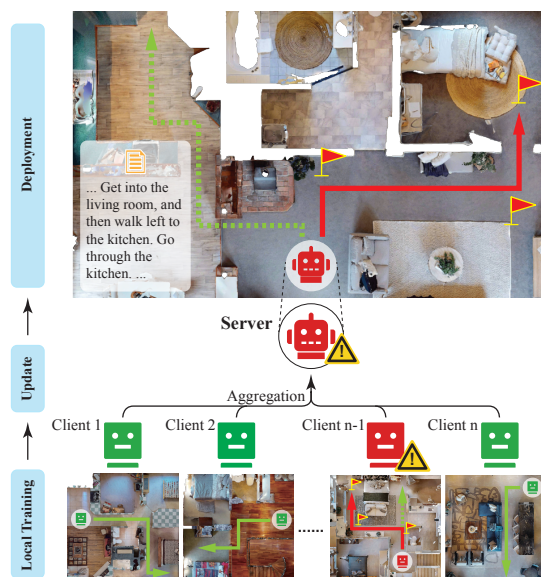 Deployment
... Get into the
living room, and
then walk left to
the kitchen. Go
through the
kitchen. ...
Server
!
Update
Aggregation
Client 1
Client 2
Client n-1
Client n
!
Local Training
......